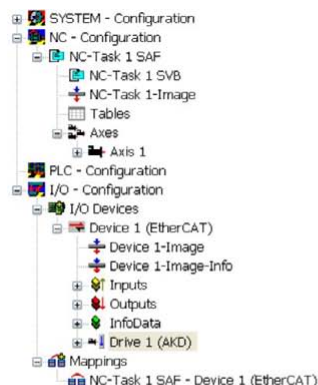 SYSTEM - Configuration
NC - Configuration
NC-Task 1 SAF
NC-Task 1 SVB
NC-Task 1-Image
Tables
Axes
Axis 1
PLC - Configuration
I/O - Configuration
I/O Devices
Device 1 (EtherCAT)
Device 1-Image
Device 1-Image-Info
Inputs
Outputs
InfoData
Drive 1 (AKD)
Mappings
NC-Task 1 SAF - Device 1 (EtherCAT)